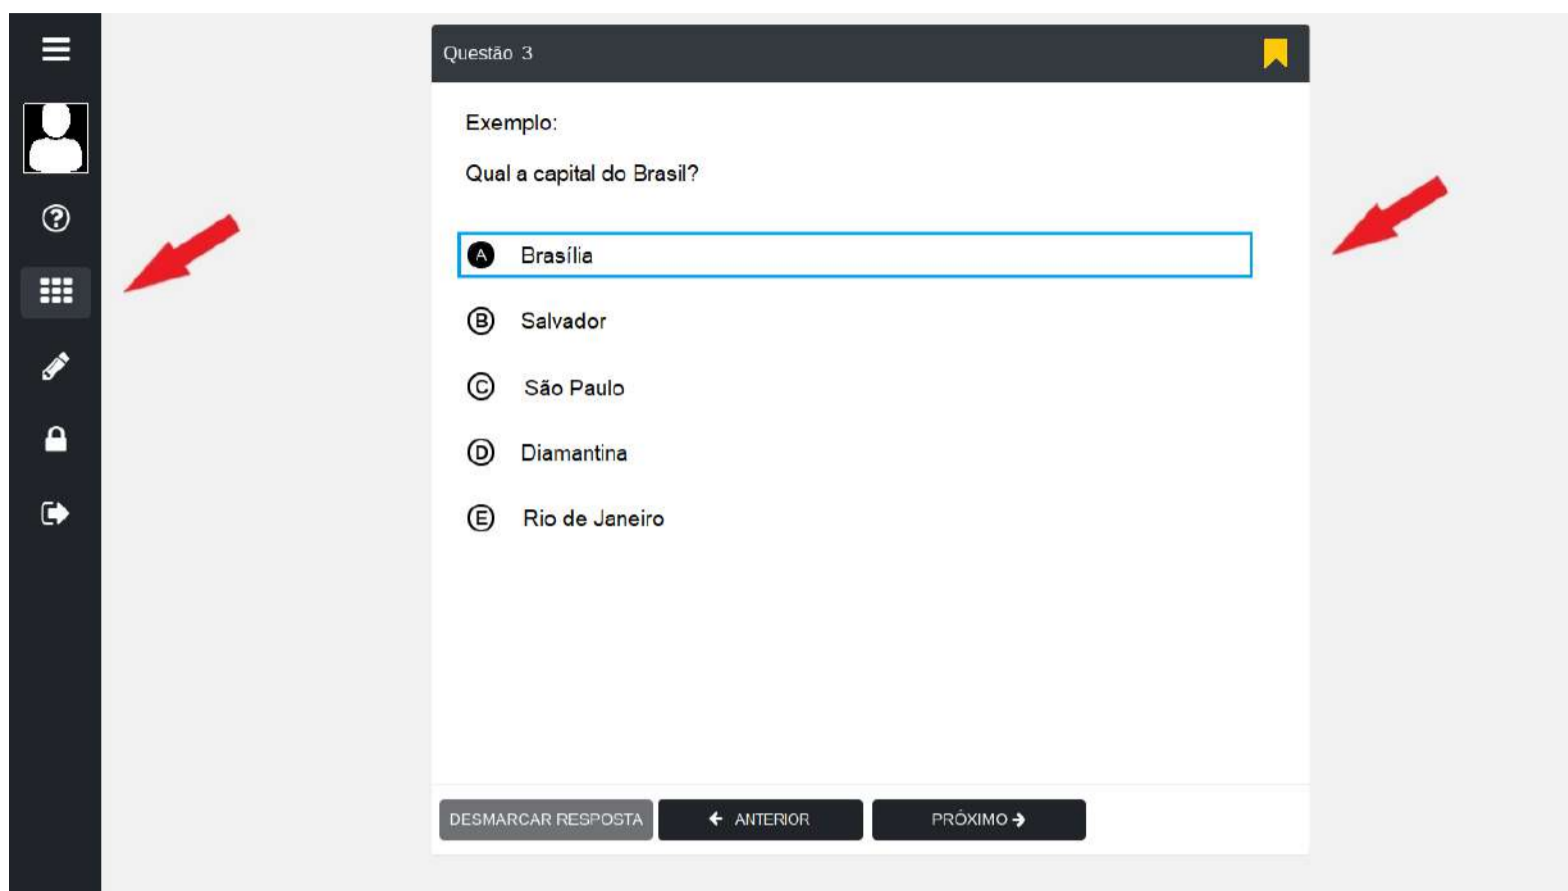 Questão 3
Exemplo:
Qual a capital do Brasil?
A Brasília
B Salvador
C São Paulo
D Diamantina
E Rio de Janeiro
DESMARCAR RESPOSTA
ANTERIOR
PRÓXIMO